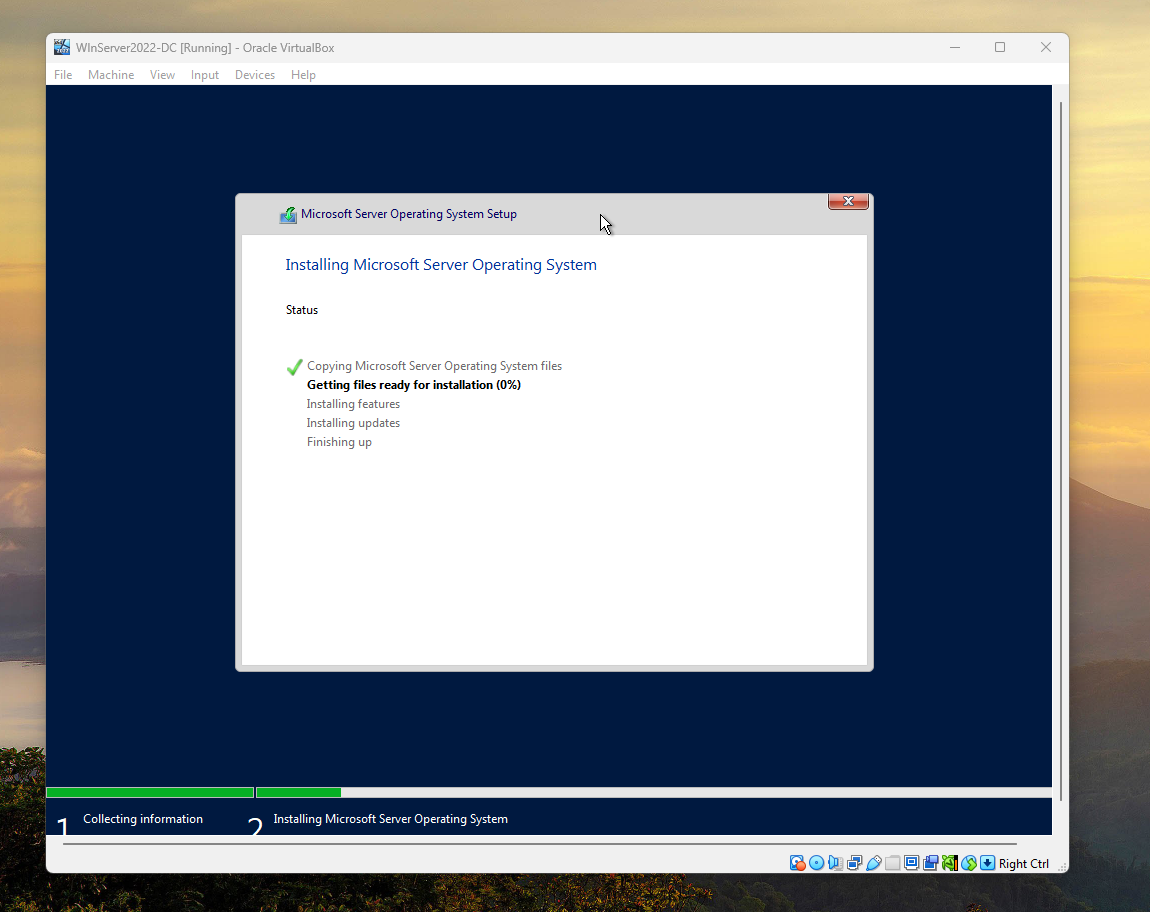 WInServer2022-DC [Running] - Oracle VirtualBox
File Machine View Input Devices Help
Microsoft Server Operating System Setup
Installing Microsoft Server Operating System
Status
Copying Microsoft Server Operating System files
Getting files ready for installation (0%)
Installing features
Installing updates
Finishing up
1 Collecting information 2 Installing Microsoft Server Operating System
Right Ctrl